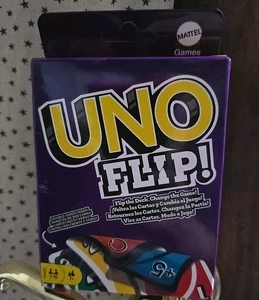 MATTEL
Games
UNO
FLIP!
Flip the Deck. Change the Game!
¡Voltea las Cartas y Cambia el Juego!
Retournez les Cartes. Changez la Partie!
Vire as Cartas. Mude o Jogo!